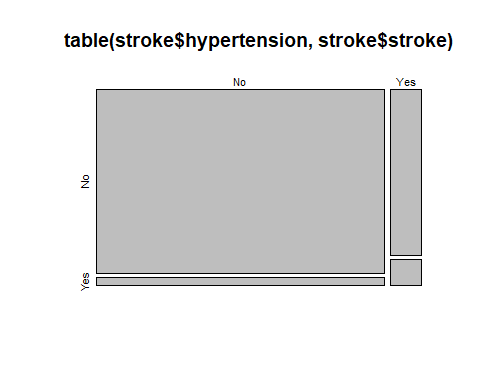 table(stroke$hypertension, stroke$stroke)
No Yes
No
Yes